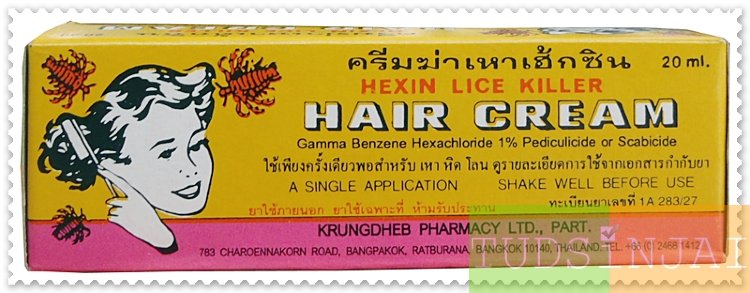 ครีมฆ่าเหาเฮ้กซิน 20 ml.
HEXIN LICE KILLER
HAIR CREAM
Gamma Benzene Hexachloride 1% Pediculicide or Scabicide
ใช้เพียงครั้งเดียวพอสำหรับ เหา หิด โลน ดูรายละเอียดการใช้จากเอกสารกำกับยา
A SINGLE APPLICATION SHAKE WELL BEFORE USE
ยาใช้ภายนอก ยาใช้เฉพาะที่ ห้ามรับประทาน ทะเบียนยาเลขที่ 1A 283/27
KRUNGDHEB PHARMACY LTD., PART.
783 CHAROENNAKORN ROAD, BANGPAKOK, RATBURANA, BANGKOK 10140, THAILAND. TEL. +66 (0) 2468 1412